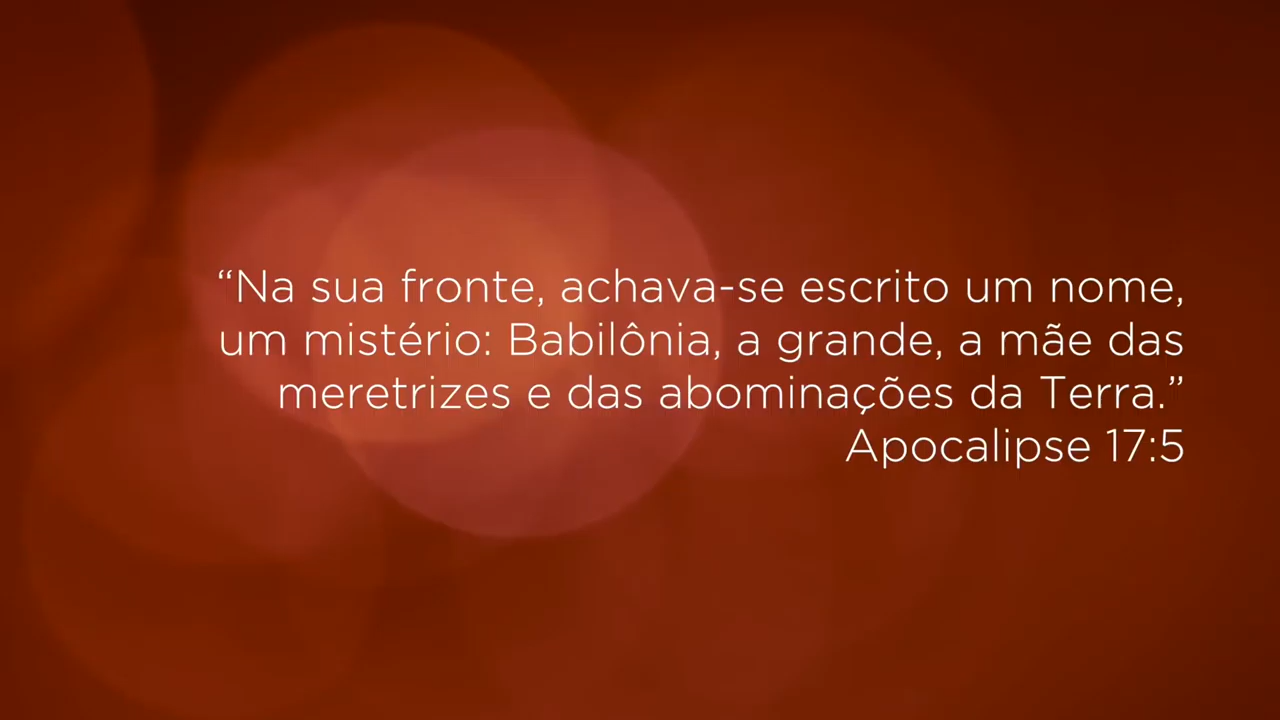 “Na sua fronte, achava-se escrito um nome,
um mistério: Babilônia, a grande, a mãe das
meretrizes e das abominações da Terra.”
Apocalipse 17:5